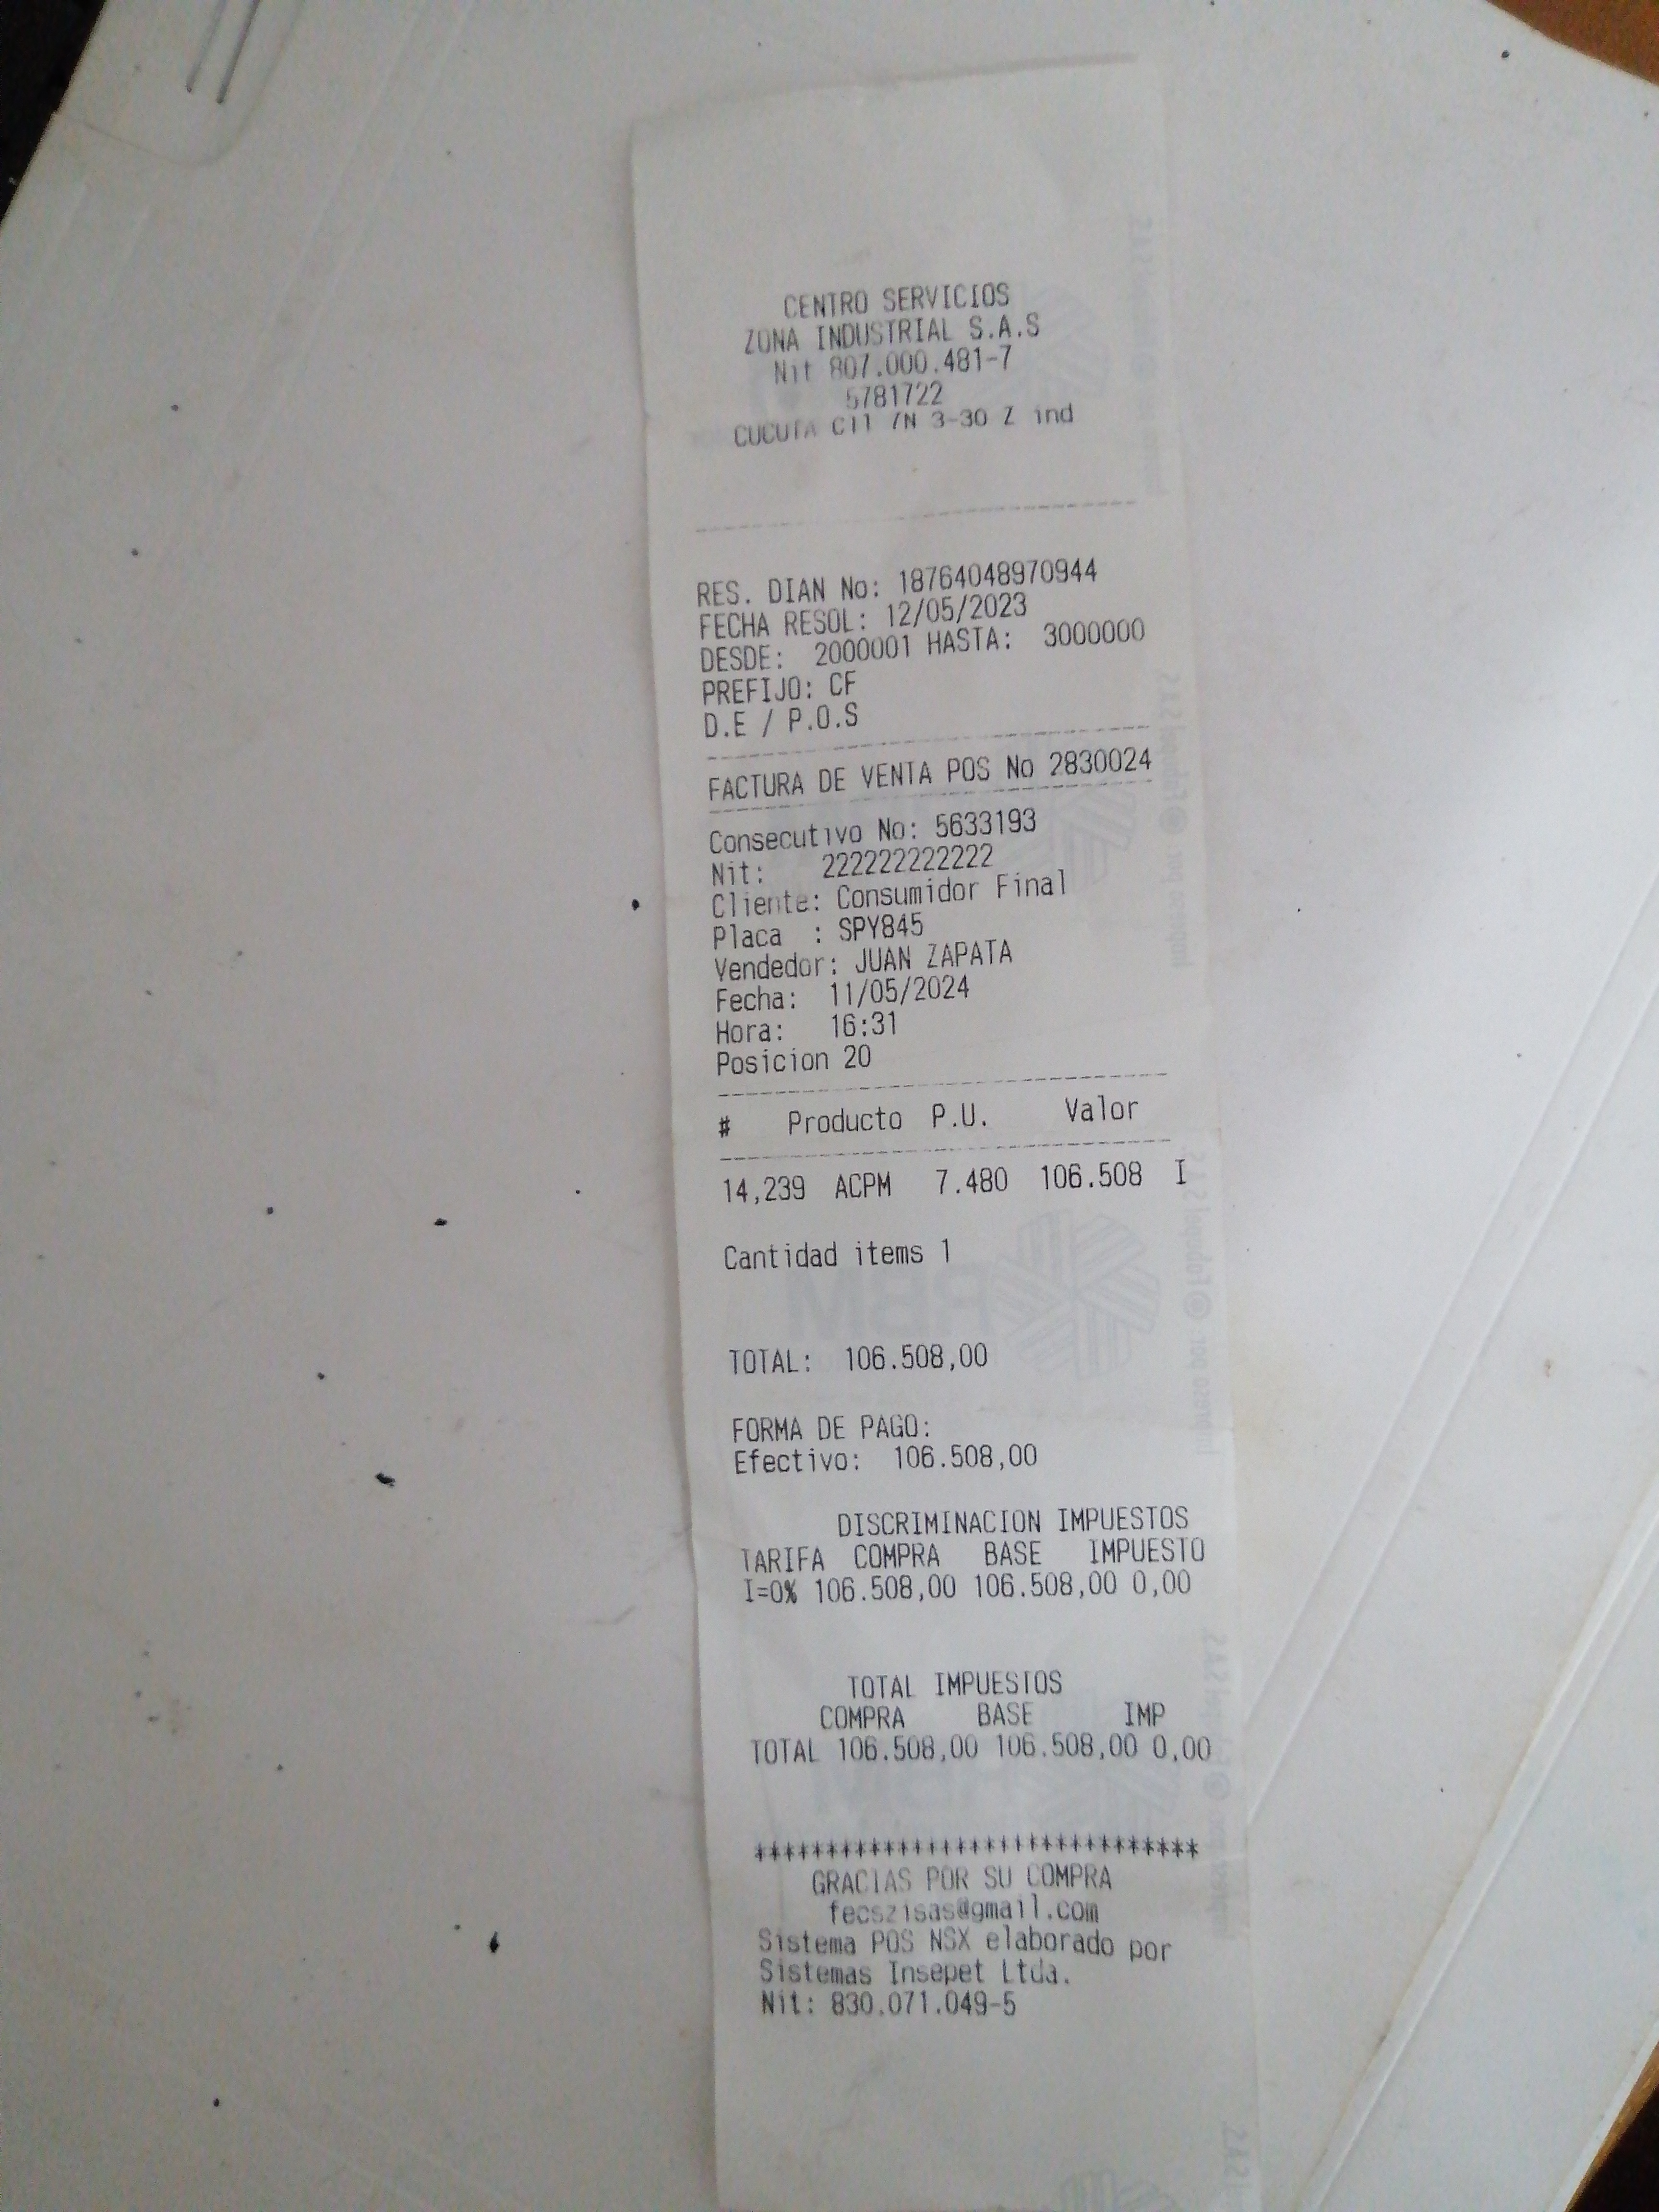 CENTRO SERVICIOS
ZONA INDUSTRIAL S.A.S
Nit 807.000.481-7
5781722
CUCUTA Cll 7N 3-30 Z ind
RES. DIAN No: 18764048970944
FECHA RESOL: 12/05/2023
DESDE: 2000001 HASTA: 3000000
PREFIJO: CF
D.E / P.O.S
FACTURA DE VENTA POS No 2830024
Consecutivo No: 5633193
Nit: 222222222222
Cliente: Consumidor Final
Placa : SPY845
Vendedor: JUAN ZAPATA
Fecha: 11/05/2024
Hora: 16:31
Posicion 20
# Producto P.U. Valor
14,239 ACPM 7.480 106.508 I
Cantidad items 1
TOTAL: 106.508,00
FORMA DE PAGO:
Efectivo: 106.508,00
DISCRIMINACION IMPUESTOS
TARIFA COMPRA BASE IMPUESTO
I=0% 106.508,00 106.508,00 0,00
TOTAL IMPUESTOS
COMPRA BASE IMP
TOTAL 106.508,00 106.508,00 0,00
*******************************
GRACIAS POR SU COMPRA
fecszisas@gmail.com
Sistema POS NSX elaborado por
Sistemas Insepet Ltda.
Nit: 830.071.049-5